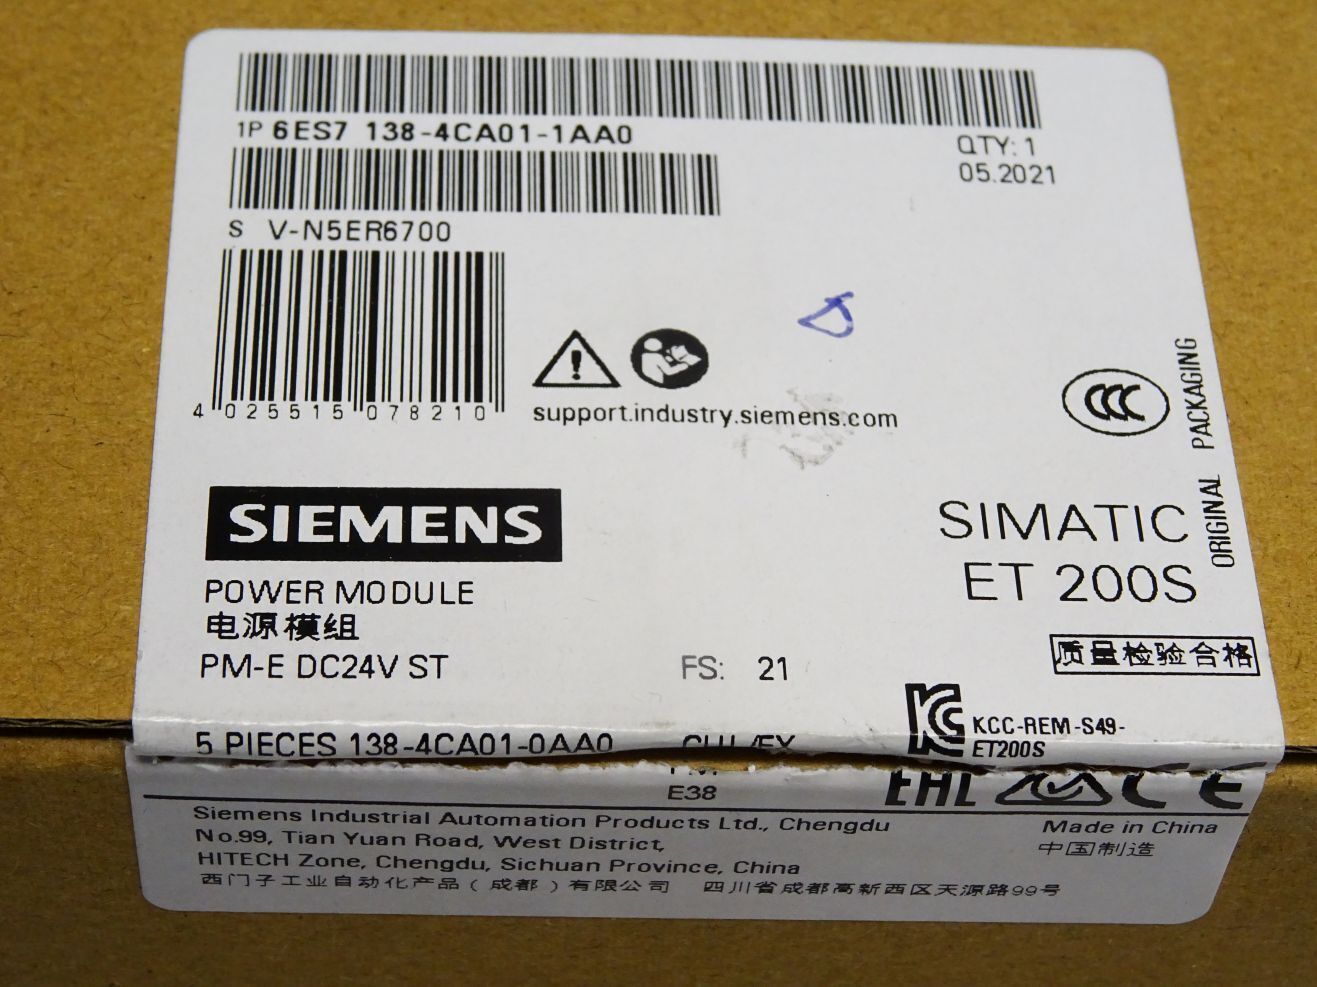 1P 6ES7 138-4CA01-1AA0
QTY: 1
05.2021
S V-N5ER6700
4 025515 078210
support.industry.siemens.com
CCC
ORIGINAL PACKAGING
SIEMENS
SIMATIC
ET 200S
POWER MODULE
电源模组
PM-E DC24V ST
FS: 21
质量检验合格
KCC-REM-S49-
ET200S
5 PIECES 138-4CA01-0AA0
E38
EAC
CE
Siemens Industrial Automation Products Ltd., Chengdu
No.99, Tian Yuan Road, West District,
HITECH Zone, Chengdu, Sichuan Province, China
西门子工业自动化产品(成都)有限公司 四川省成都高新西区天源路99号
Made in China
中国制造